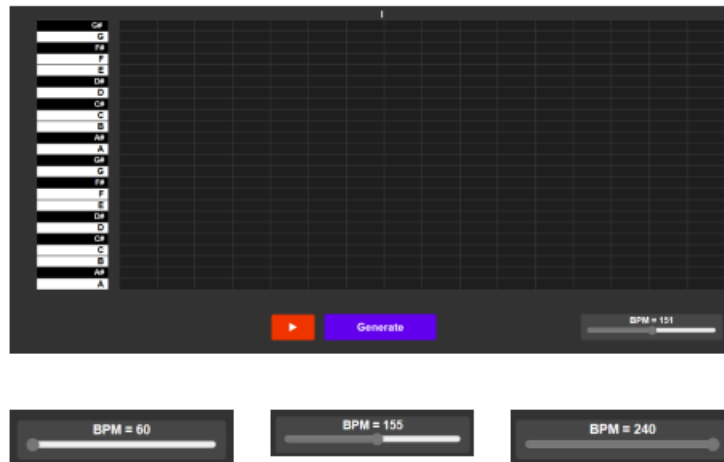 I
G#
G
F#
F
E
D#
D
C#
C
B
A#
A
G#
G
F#
F
E
D#
D
C#
C
B
A#
A
Generate
BPM = 151
BPM = 60
BPM = 155
BPM = 240